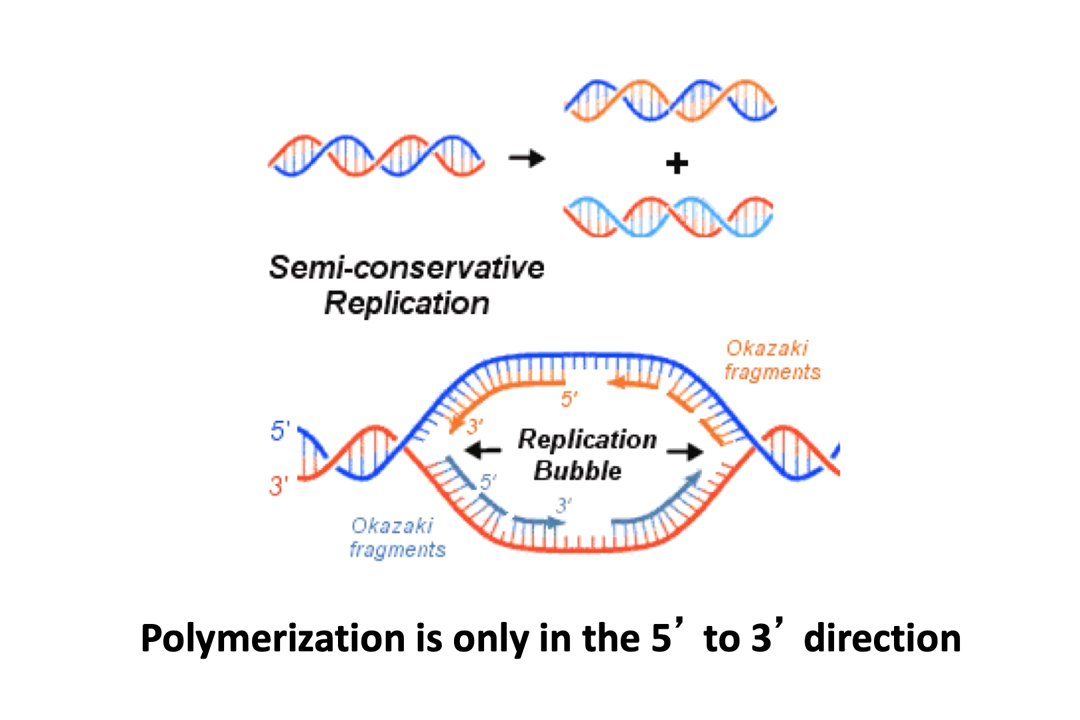 Semi-conservative
Replication
Okazaki
fragments
5'
3'
5'
3'
Replication
Bubble
5'
3'
Okazaki
fragments
Polymerization is only in the 5’ to 3’ direction